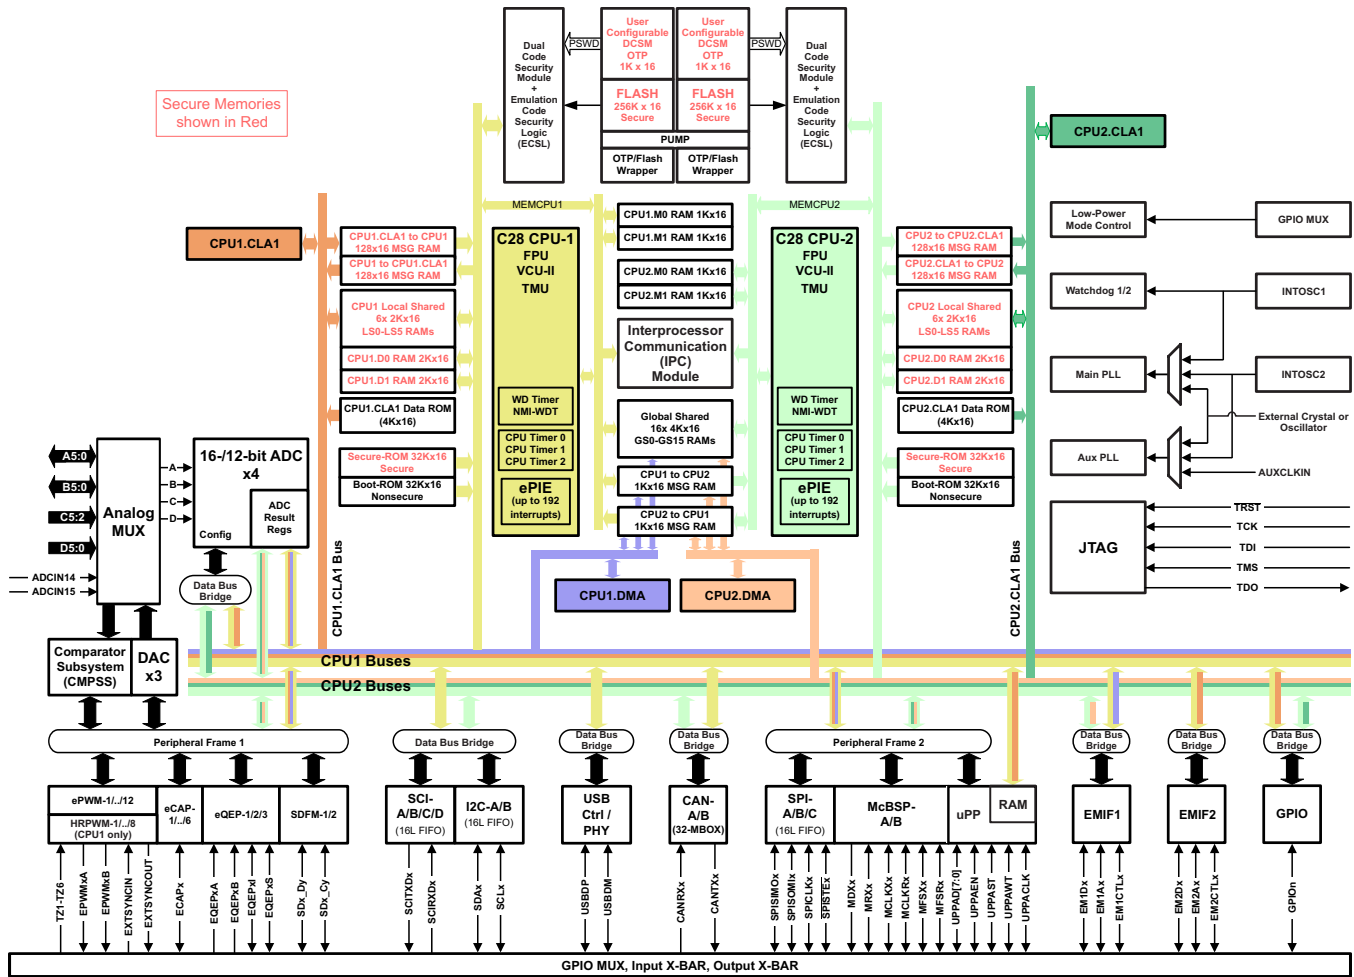 Secure Memories
shown in Red
Dual
Code
Security
Module
+
Emulation
Code
Security
Logic
(ECSL)
PSWD
User
Configurable
DCSM
OTP
1K x 16
User
Configurable
DCSM
OTP
1K x 16
PSWD
Dual
Code
Security
Module
+
Emulation
Code
Security
Logic
(ECSL)
FLASH
256K x 16
Secure
FLASH
256K x 16
Secure
PUMP
OTP/Flash
Wrapper
OTP/Flash
Wrapper
CPU2.CLA1
MEMCPU1
MEMCPU2
CPU1.CLA1
CPU1.CLA1 to CPU1
128x16 MSG RAM
CPU1 to CPU1.CLA1
128x16 MSG RAM
CPU1 Local Shared
6x 2Kx16
LS0-LS5 RAMs
CPU1.D0 RAM 2Kx16
CPU1.D1 RAM 2Kx16
CPU1.CLA1 Data ROM
(4Kx16)
Secure-ROM 32Kx16
Secure
Boot-ROM 32Kx16
Nonsecure
C28 CPU-1
FPU
VCU-II
TMU
WD Timer
NMI-WDT
CPU Timer 0
CPU Timer 1
CPU Timer 2
ePIE
(up to 192
interrupts)
CPU1.M0 RAM 1Kx16
CPU1.M1 RAM 1Kx16
CPU2.M0 RAM 1Kx16
CPU2.M1 RAM 1Kx16
Interprocessor
Communication
(IPC)
Module
Global Shared
16x 4Kx16
GS0-GS15 RAMs
CPU1 to CPU2
1Kx16 MSG RAM
CPU2 to CPU1
1Kx16 MSG RAM
C28 CPU-2
FPU
VCU-II
TMU
WD Timer
NMI-WDT
CPU Timer 0
CPU Timer 1
CPU Timer 2
ePIE
(up to 192
interrupts)
CPU2 to CPU2.CLA1
128x16 MSG RAM
CPU2.CLA1 to CPU2
128x16 MSG RAM
CPU2 Local Shared
6x 2Kx16
LS0-LS5 RAMs
CPU2.D0 RAM 2Kx16
CPU2.D1 RAM 2Kx16
CPU2.CLA1 Data ROM
(4Kx16)
Secure-ROM 32Kx16
Secure
Boot-ROM 32Kx16
Nonsecure
Low-Power
Mode Control
GPIO MUX
Watchdog 1/2
INTOSC1
Main PLL
INTOSC2
External Crystal or
Oscillator
Aux PLL
AUXCLKIN
JTAG
TRST
TCK
TDI
TMS
TDO
A5:0
B5:0
C5:2
D5:0
ADCIN14
ADCIN15
Analog
MUX
A
B
C
D
16-/12-bit ADC
x4
ADC
Result
Regs
Config
Data Bus
Bridge
CPU1.CLA1 Bus
CPU2.CLA1 Bus
CPU1.DMA
CPU2.DMA
Comparator
Subsystem
(CMPSS)
DAC
x3
CPU1 Buses
CPU2 Buses
Peripheral Frame 1
Data Bus Bridge
Data Bus
Bridge
Data Bus
Bridge
Peripheral Frame 2
Data Bus
Bridge
Data Bus
Bridge
Data Bus
Bridge
ePWM-1/../12
HRPWM-1/../8
(CPU1 only)
eCAP-
1/../6
eQEP-1/2/3
SDFM-1/2
SCI-
A/B/C/D
(16L FIFO)
I2C-A/B
(16L FIFO)
USB
Ctrl /
PHY
CAN-
A/B
(32-MBOX)
SPI-
A/B/C
(16L FIFO)
McBSP-
A/B
uPP
RAM
EMIF1
EMIF2
GPIO
TZ1-TZ6
EPWMxA
EPWMxB
EXTSYNCIN
EXTSYNCOUT
ECAPx
EQEPxA
EQEPxB
EQEPxI
EQEPxS
SDx_Dy
SDx_Cy
SCITXDx
SCIRXDx
SDAx
SCLx
USBDP
USBDM
CANRXx
CANTXx
SPISIMOx
SPISOMIx
SPICLKx
SPISTEx
MDXx
MRXx
MCLKXx
MCLKRx
MFSXx
MFSRx
UPPAD[7:0]
UPPAEN
UPPAST
UPPAWT
UPPACLK
EM1Dx
EM1Ax
EM1CTLx
EM2Dx
EM2Ax
EM2CTLx
GPIOn
GPIO MUX, Input X-BAR, Output X-BAR